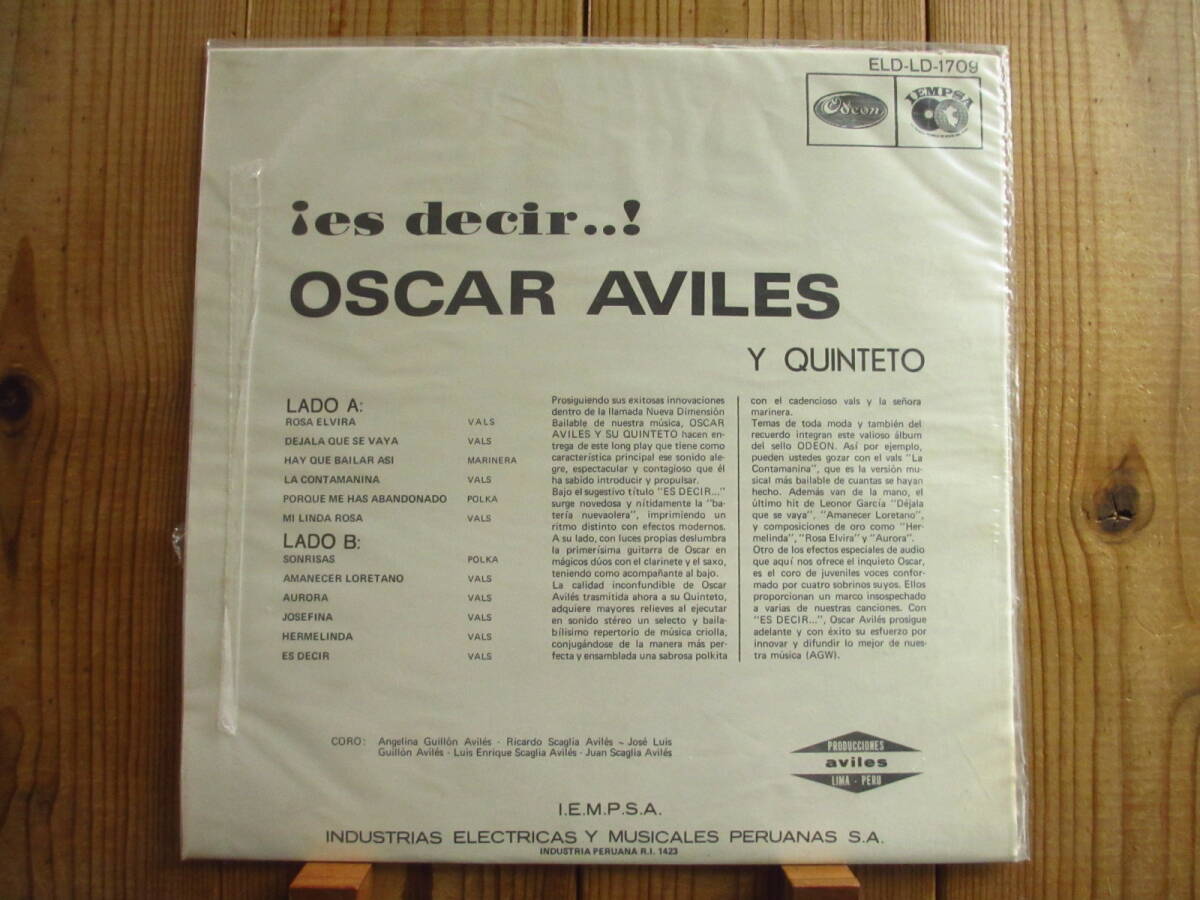 ELD-LD-1709
Odeon
IEMPSA
¡es decir..!
OSCAR AVILES
Y QUINTETO
LADO A:
ROSA ELVIRA VALS
DEJALA QUE SE VAYA VALS
HAY QUE BAILAR ASI MARINERA
LA CONTAMANINA VALS
PORQUE ME HAS ABANDONADO POLKA
MI LINDA ROSA VALS
LADO B:
SONRISAS POLKA
AMANECER LORETANO VALS
AURORA VALS
JOSEFINA VALS
HERMELINDA VALS
ES DECIR VALS
Prosiguiendo sus exitosas innovaciones
dentro de la llamada Nueva Dimensión
Bailable de nuestra música, OSCAR
AVILES Y SU QUINTETO hacen en-
trega de este long play que tiene como
característica principal ese sonido ale-
gre, espectacular y contagioso que él
ha sabido introducir y propulsar.
Bajo el sugestivo título "ES DECIR..."
surge novedosa y nítidamente la "ba-
tería nuevaolera", imprimiendo un
ritmo distinto con efectos modernos.
A su lado, con luces propias deslumbra
la primerísima guitarra de Oscar en
mágicos dúos con el clarinete y el saxo,
teniendo como acompañante al bajo.
La calidad inconfundible de Oscar
Avilés trasmitida ahora a su Quinteto,
adquiere mayores relieves al ejecutar
en sonido stéreo un selecto y baila-
bilísimo repertorio de música criolla,
conjugándose de la manera más per-
fecta y ensamblada una sabrosa polkita
con el cadencioso vals y la señora
marinera.
Temas de toda moda y también del
recuerdo integran este valioso álbum
del sello ODEON. Así por ejemplo,
pueden ustedes gozar con el vals "La
Contamanina", que es la versión mu-
sical más bailable de cuantas se hayan
hecho. Además van de la mano, el
último hit de Leonor García "Déjala
que se vaya", "Amanecer Loretano",
y composiciones de oro como "Her-
melinda", "Rosa Elvira" y "Aurora".
Otro de los efectos especiales de audio
que aquí nos ofrece el inquieto Oscar,
es el coro de juveniles voces confor-
mado por cuatro sobrinos suyos. Ellos
proporcionan un marco insospechado
a varias de nuestras canciones. Con
"ES DECIR...", Oscar Avilés prosigue
adelante y con éxito su esfuerzo por
innovar y difundir lo mejor de nues-
tra música (AGW).
CORO: Angelina Guillón Avilés - Ricardo Scaglia Avilés - José Luis
Guillón Avilés - Luis Enrique Scaglia Avilés - Juan Scaglia Avilés
PRODUCCIONES
aviles
LIMA - PERU
I.E.M.P.S.A.
INDUSTRIAS ELECTRICAS Y MUSICALES PERUANAS S.A.
INDUSTRIA PERUANA R.I. 1423